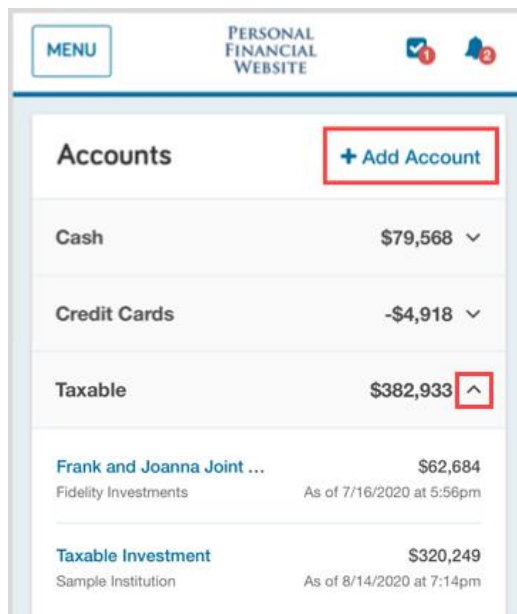 MENU
PERSONAL
FINANCIAL
WEBSITE
1
2
Accounts
+ Add Account
Cash $79,568
Credit Cards -$4,918
Taxable $382,933
Frank and Joanna Joint ... $62,684
Fidelity Investments As of 7/16/2020 at 5:56pm
Taxable Investment $320,249
Sample Institution As of 8/14/2020 at 7:14pm